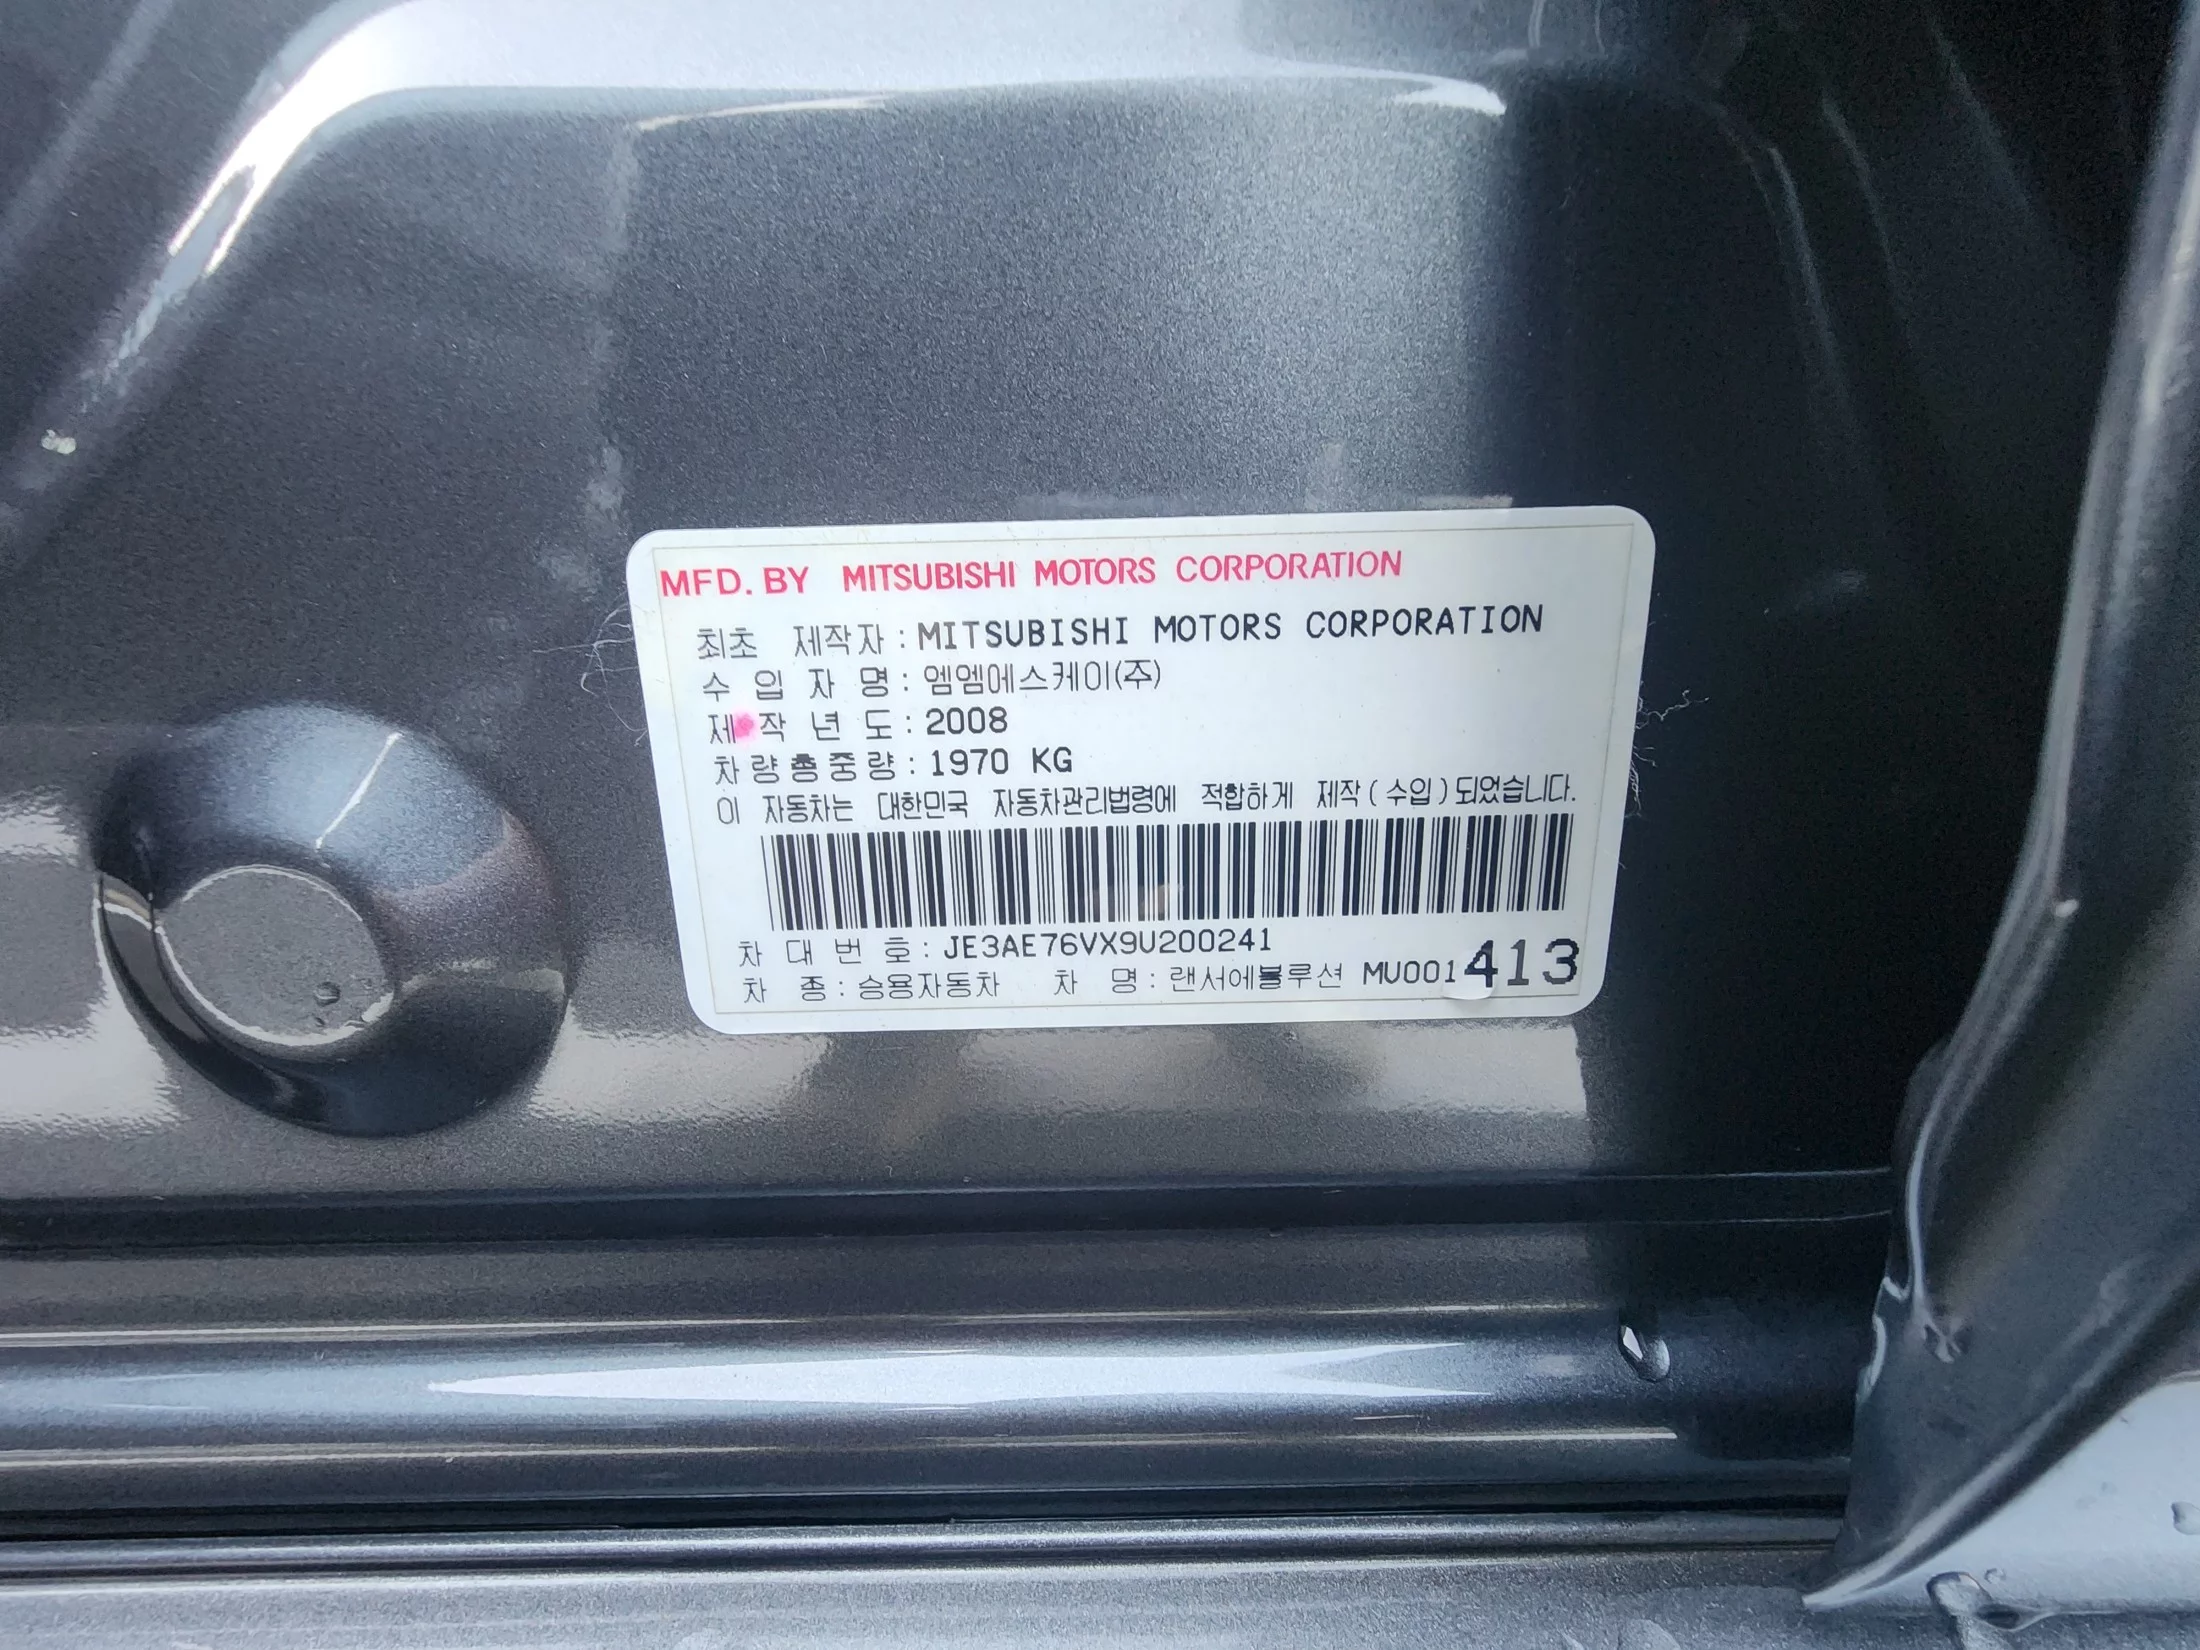 MFD. BY MITSUBISHI MOTORS CORPORATION
최초 제작자 : MITSUBISHI MOTORS CORPORATION
수 입 자 명 : 엠엠에스케이(주)
제 작 년 도 : 2008
차량총중량 : 1970 KG
이 자동차는 대한민국 자동차관리법령에 적합하게 제작 ( 수입 ) 되었습니다.
차 대 번 호 : JE3AE76VX9U200241
차 종 : 승용자동차 차 명 : 랜서에볼루션 MU001413